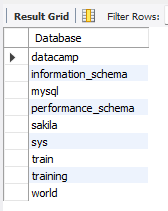 Result Grid Filter Rows:
Database
datacamp
information_schema
mysql
performance_schema
sakila
sys
train
training
world